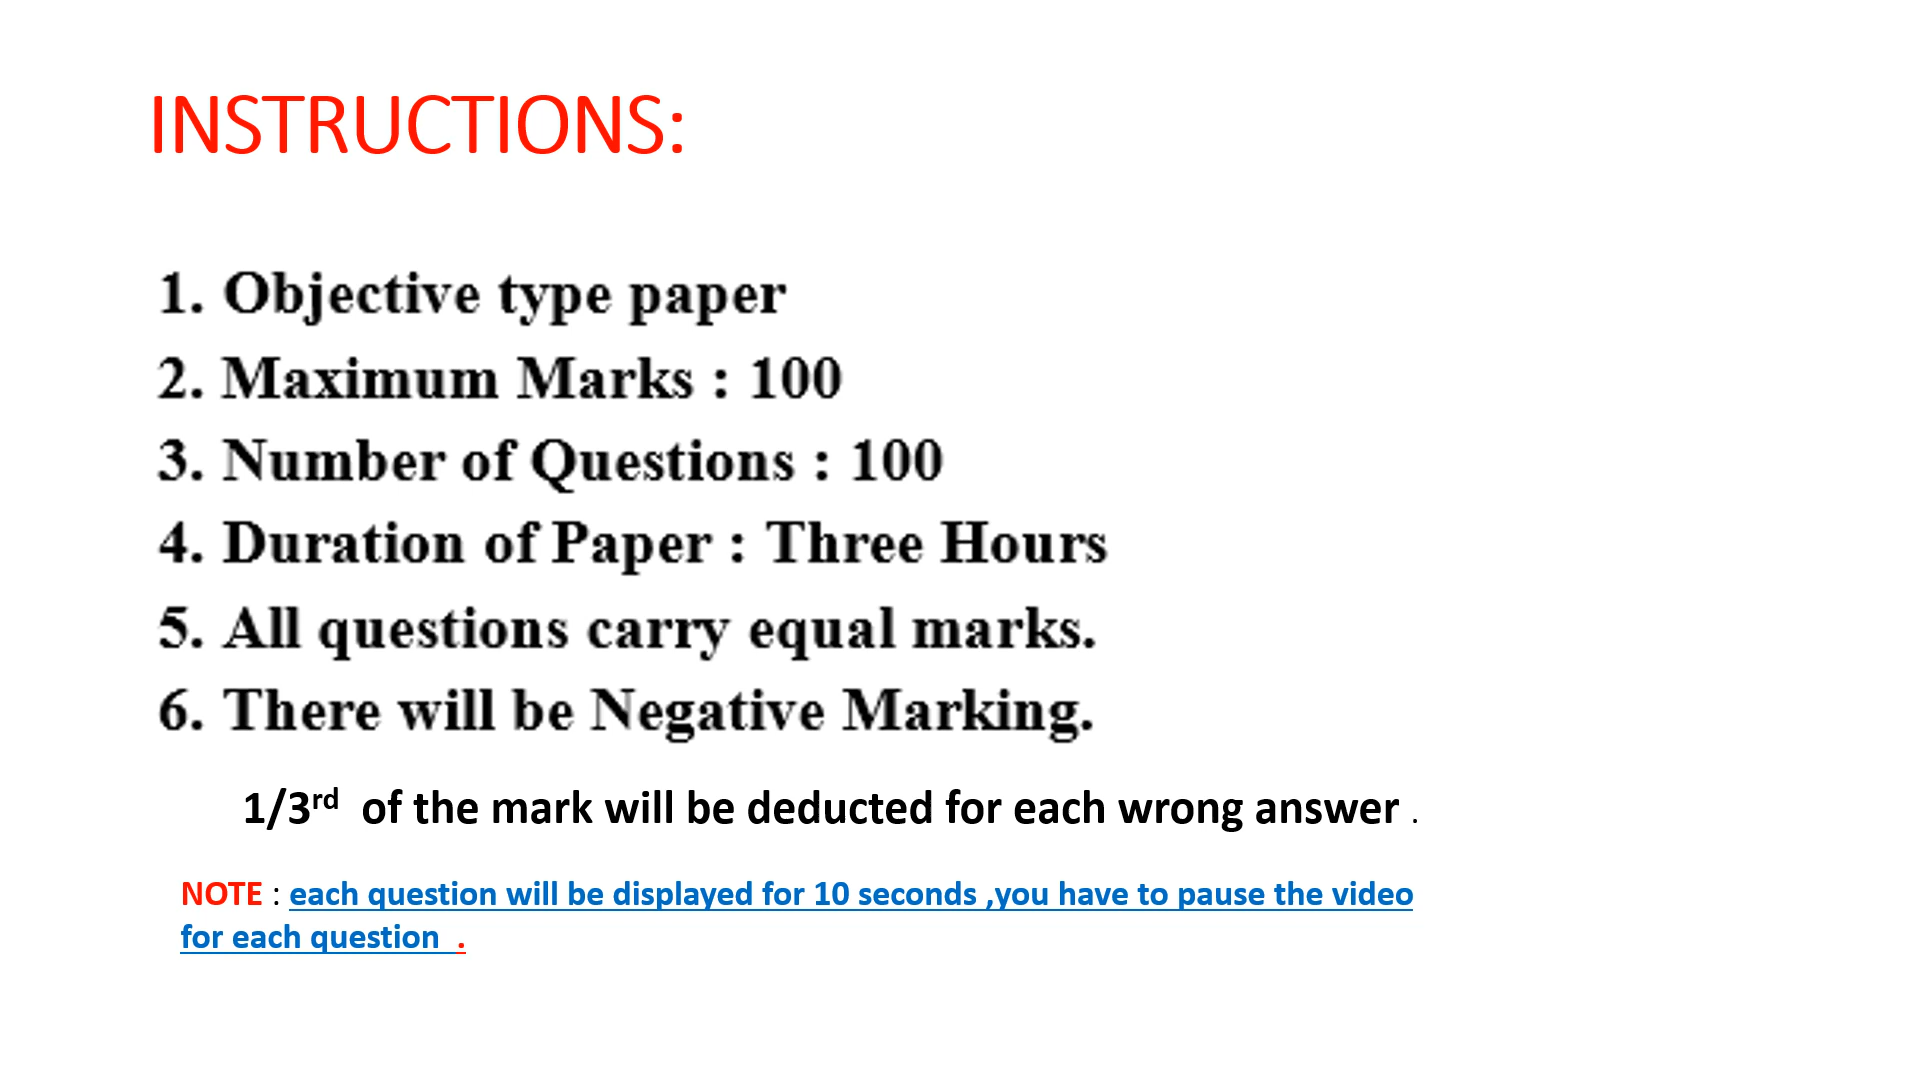 INSTRUCTIONS:
1. Objective type paper
2. Maximum Marks : 100
3. Number of Questions : 100
4. Duration of Paper : Three Hours
5. All questions carry equal marks.
6. There will be Negative Marking.
1/3rd of the mark will be deducted for each wrong answer .
NOTE : each question will be displayed for 10 seconds ,you have to pause the video
for each question .